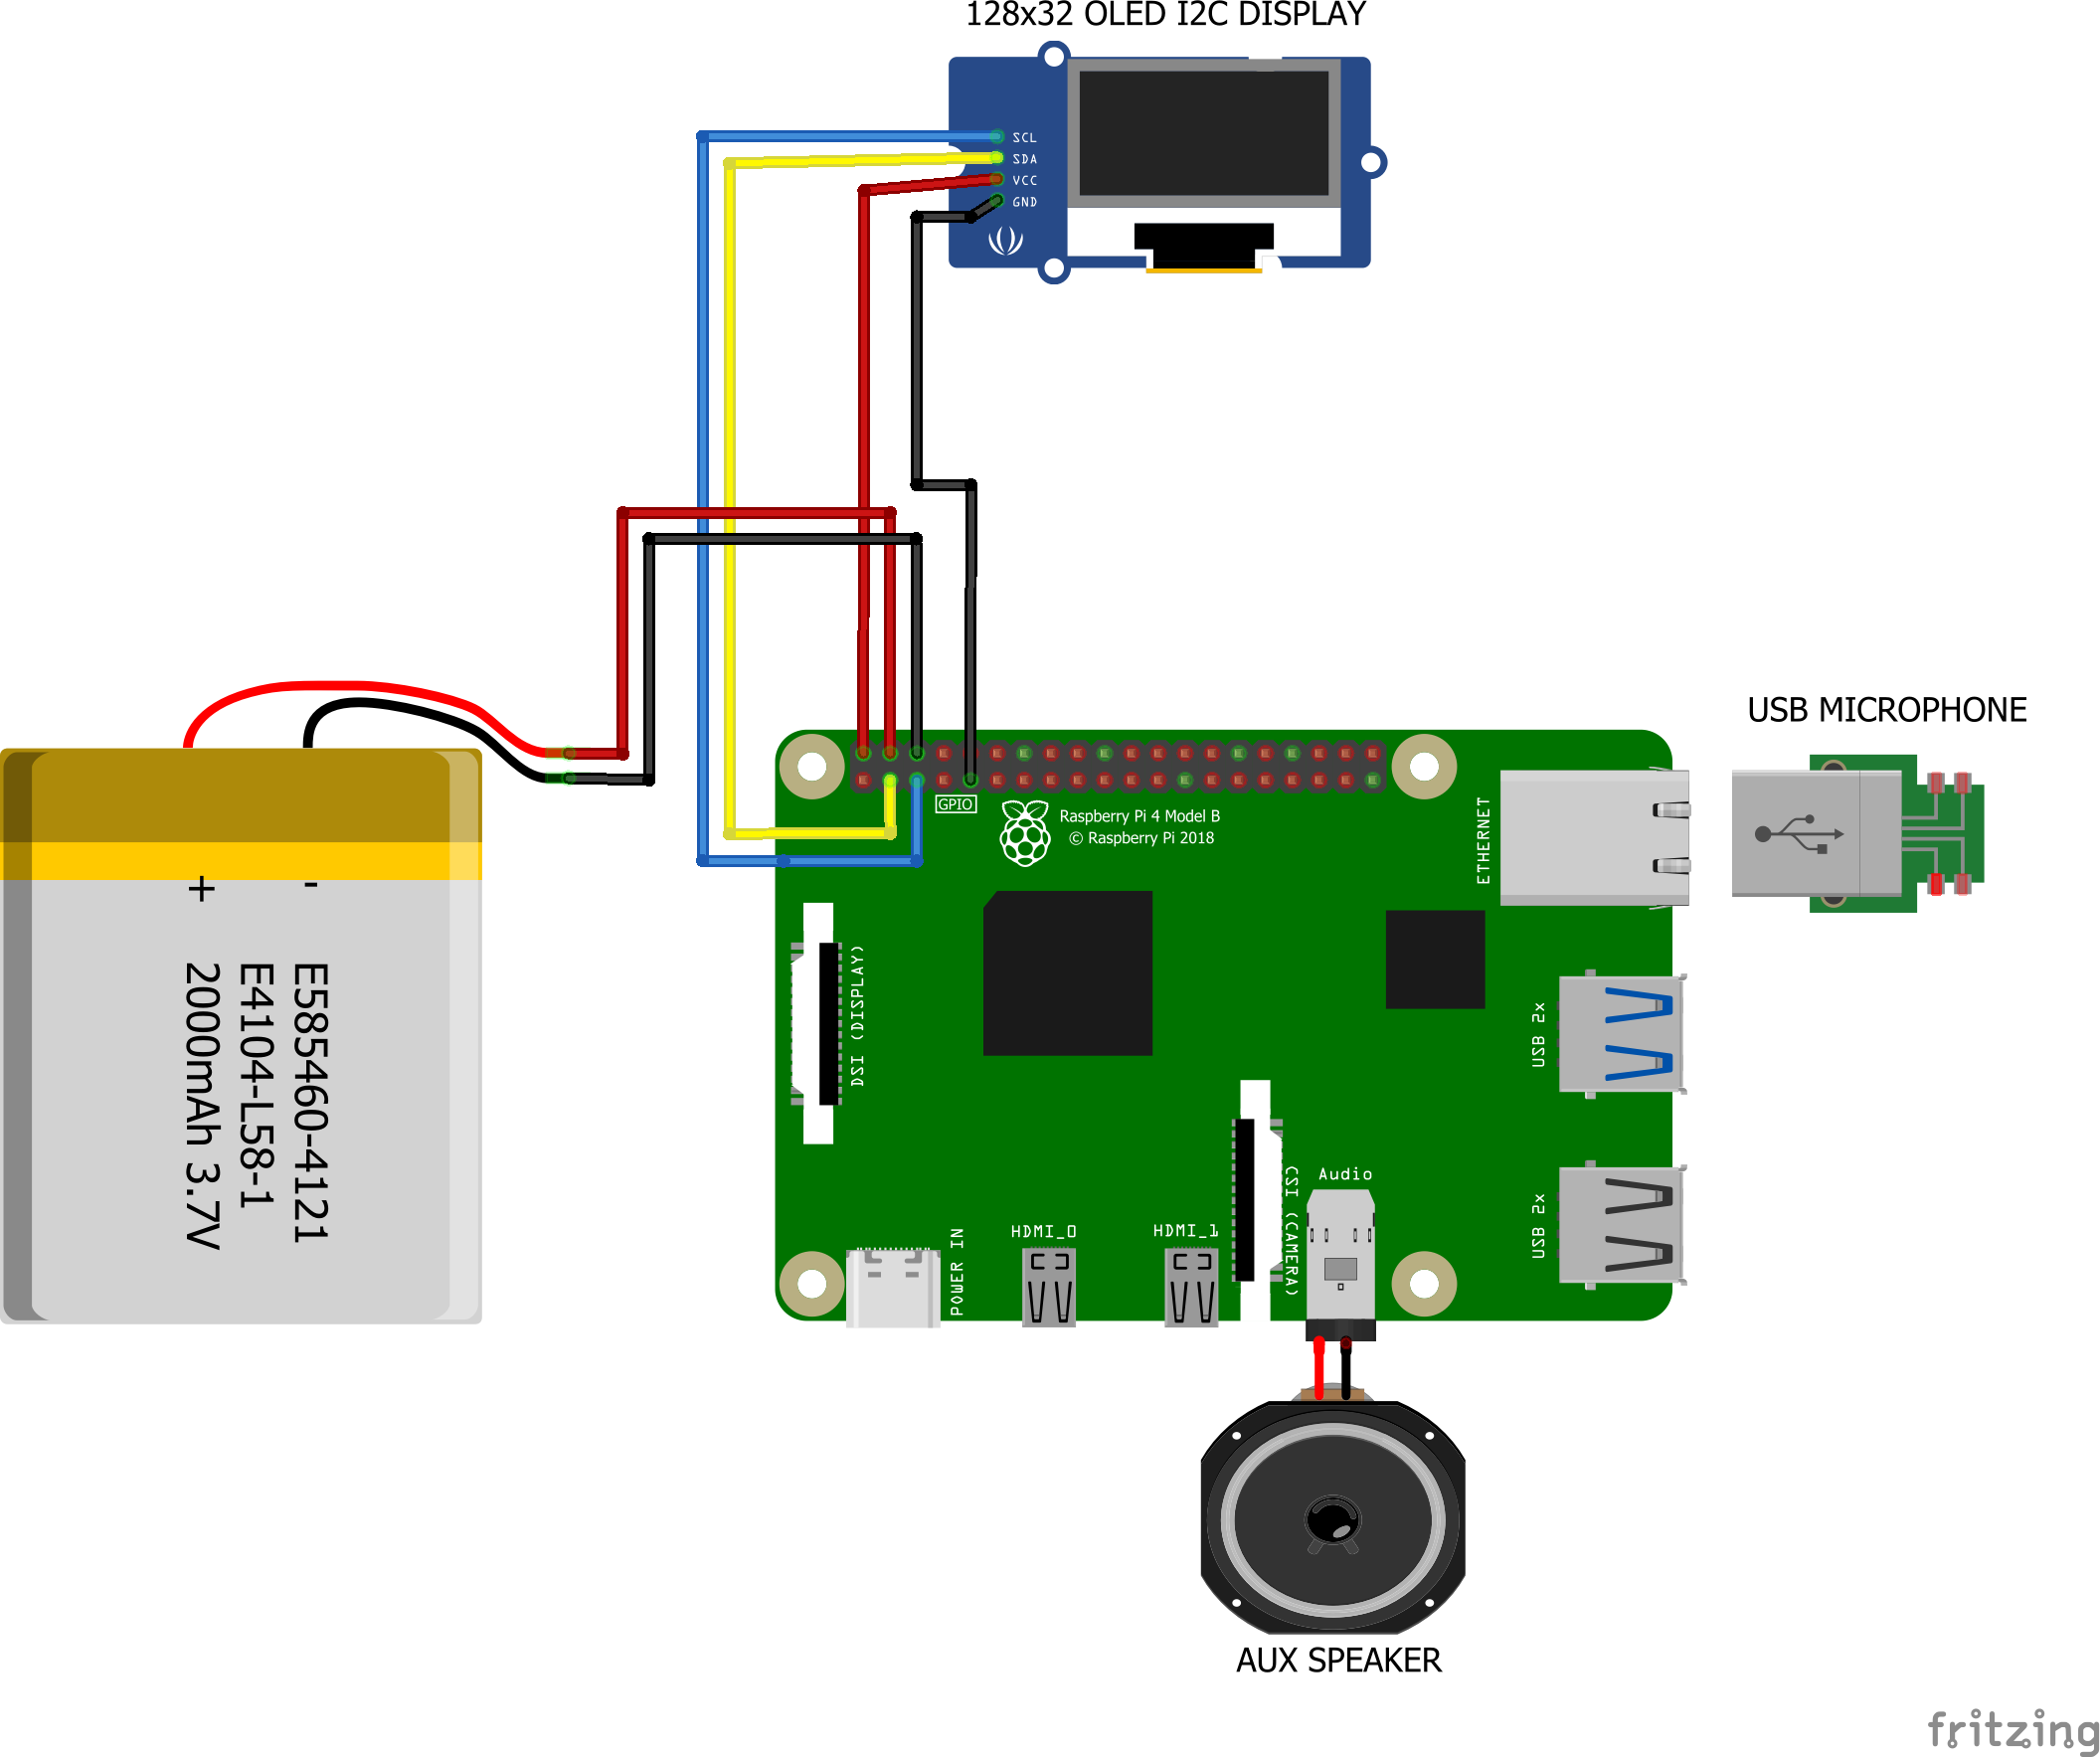 128x32 OLED I2C DISPLAY
SCL
SDA
VCC
GND
USB MICROPHONE
GPIO
Raspberry Pi 4 Model B
© Raspberry Pi 2018
ETHERNET
+
-
E585460-4121
E4104-L58-1
2000mAh 3.7V
DSI (DISPLAY)
USB 2x
USB 2x
Audio
CSI (CAMERA)
HDMI_0
HDMI_1
POWER IN
AUX SPEAKER
fritzing